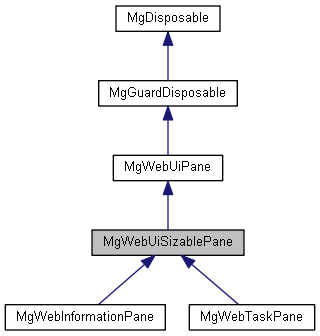 MgDisposable
MgGuardDisposable
MgWebUiPane
MgWebUiSizablePane
MgWebInformationPane
MgWebTaskPane